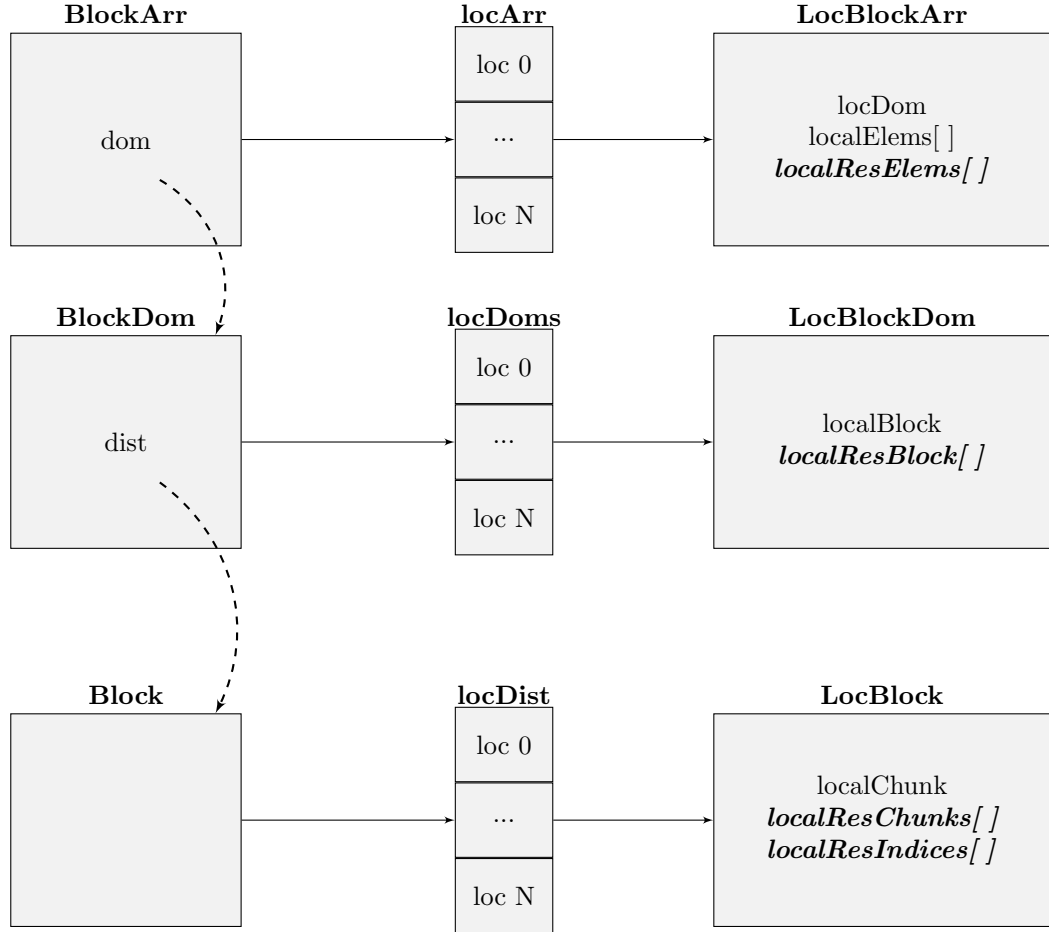 BlockArr
locArr
LocBlockArr
dom
loc 0
...
loc N
locDom
localElems[ ]
localResElems[ ]
BlockDom
locDoms
LocBlockDom
dist
loc 0
...
loc N
localBlock
localResBlock[ ]
Block
locDist
LocBlock
loc 0
...
loc N
localChunk
localResChunks[ ]
localResIndices[ ]